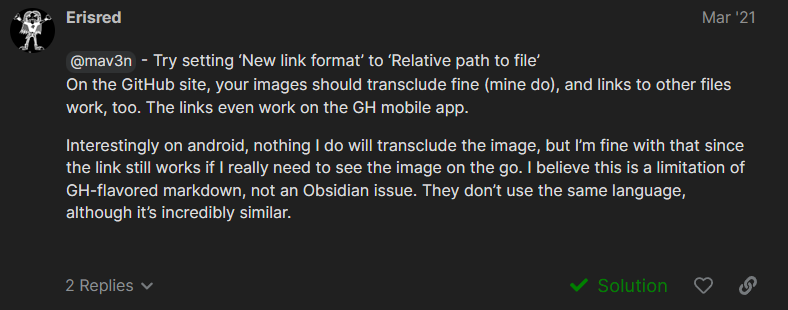 Erisred
Mar '21
@mav3n - Try setting ‘New link format’ to ‘Relative path to file’
On the GitHub site, your images should transclude fine (mine do), and links to other files
work, too. The links even work on the GH mobile app.
Interestingly on android, nothing I do will transclude the image, but I’m fine with that since
the link still works if I really need to see the image on the go. I believe this is a limitation of
GH-flavored markdown, not an Obsidian issue. They don’t use the same language,
although it’s incredibly similar.
2 Replies
Solution